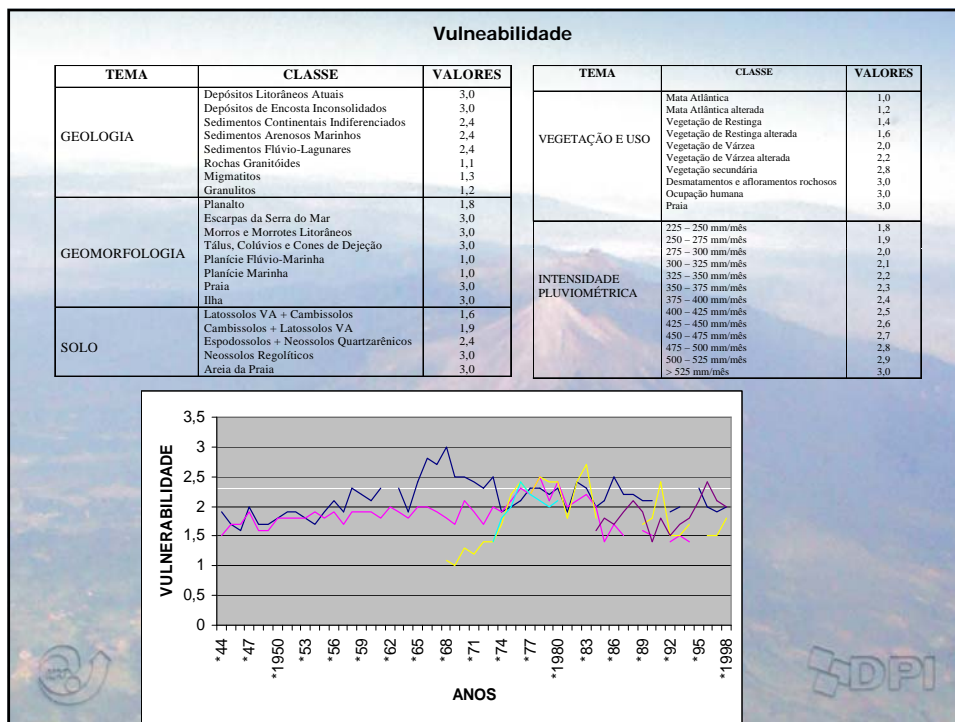 Vulneabilidade
TEMA CLASSE VALORES
GEOLOGIA
Depósitos Litorâneos Atuais 3,0
Depósitos de Encosta Inconsolidados 3,0
Sedimentos Continentais Indiferenciados 2,4
Sedimentos Arenosos Marinhos 2,4
Sedimentos Flúvio-Lagunares 2,4
Rochas Granitóides 1,1
Migmatitos 1,3
Granulitos 1,2
GEOMORFOLOGIA
Planalto 1,8
Escarpas da Serra do Mar 3,0
Morros e Morrotes Litorâneos 3,0
Tálus, Colúvios e Cones de Dejeção 3,0
Planície Flúvio-Marinha 1,0
Planície Marinha 1,0
Praia 3,0
Ilha 3,0
SOLO
Latossolos VA + Cambissolos 1,6
Cambissolos + Latossolos VA 1,9
Espodossolos + Neossolos Quartzarênicos 2,4
Neossolos Regolíticos 3,0
Areia da Praia 3,0
TEMA CLASSE VALORES
VEGETAÇÃO E USO
Mata Atlântica 1,0
Mata Atlântica alterada 1,2
Vegetação de Restinga 1,4
Vegetação de Restinga alterada 1,6
Vegetação de Várzea 2,0
Vegetação de Várzea alterada 2,2
Vegetação secundária 2,8
Desmatamentos e afloramentos rochosos 3,0
Ocupação humana 3,0
Praia 3,0
INTENSIDADE
PLUVIOMÉTRICA
225 – 250 mm/mês 1,8
250 – 275 mm/mês 1,9
275 – 300 mm/mês 2,0
300 – 325 mm/mês 2,1
325 – 350 mm/mês 2,2
350 – 375 mm/mês 2,3
375 – 400 mm/mês 2,4
400 – 425 mm/mês 2,5
425 – 450 mm/mês 2,6
450 – 475 mm/mês 2,7
475 – 500 mm/mês 2,8
500 – 525 mm/mês 2,9
> 525 mm/mês 3,0
VULNERABILIDADE
3,5
3
2,5
2
1,5
1
0,5
0
*44 *47 *1950 *53 *56 *59 *62 *65 *68 *71 *74 *77 *1980 *83 *86 *89 *92 *95 *1998
ANOS
DPI